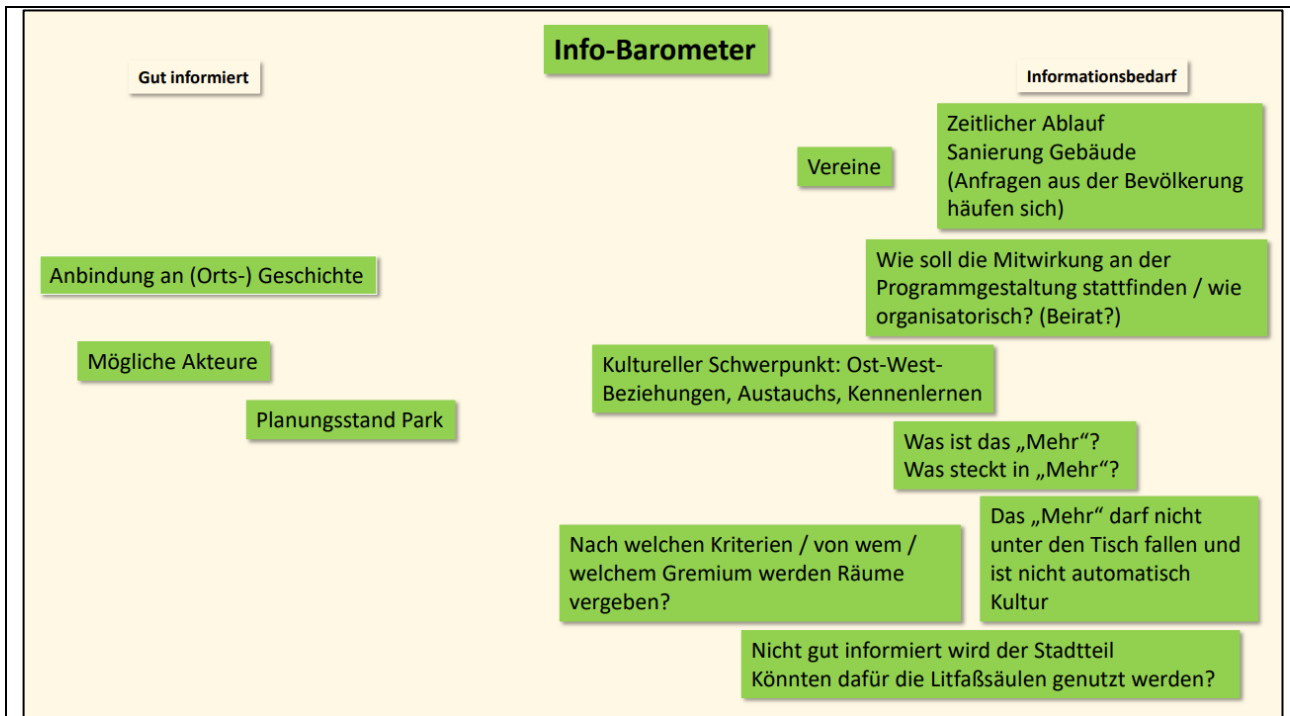 Info-Barometer
Gut informiert
Informationsbedarf
Zeitlicher Ablauf
Sanierung Gebäude
(Anfragen aus der Bevölkerung
häufen sich)
Vereine
Anbindung an (Orts-) Geschichte
Wie soll die Mitwirkung an der
Programmgestaltung stattfinden / wie
organisatorisch? (Beirat?)
Mögliche Akteure
Kultureller Schwerpunkt: Ost-West-
Beziehungen, Austauchs, Kennenlernen
Planungsstand Park
Was ist das „Mehr“?
Was steckt in „Mehr“?
Das „Mehr“ darf nicht
unter den Tisch fallen und
ist nicht automatisch
Kultur
Nach welchen Kriterien / von wem /
welchem Gremium werden Räume
vergeben?
Nicht gut informiert wird der Stadtteil
Könnten dafür die Litfaßsäulen genutzt werden?